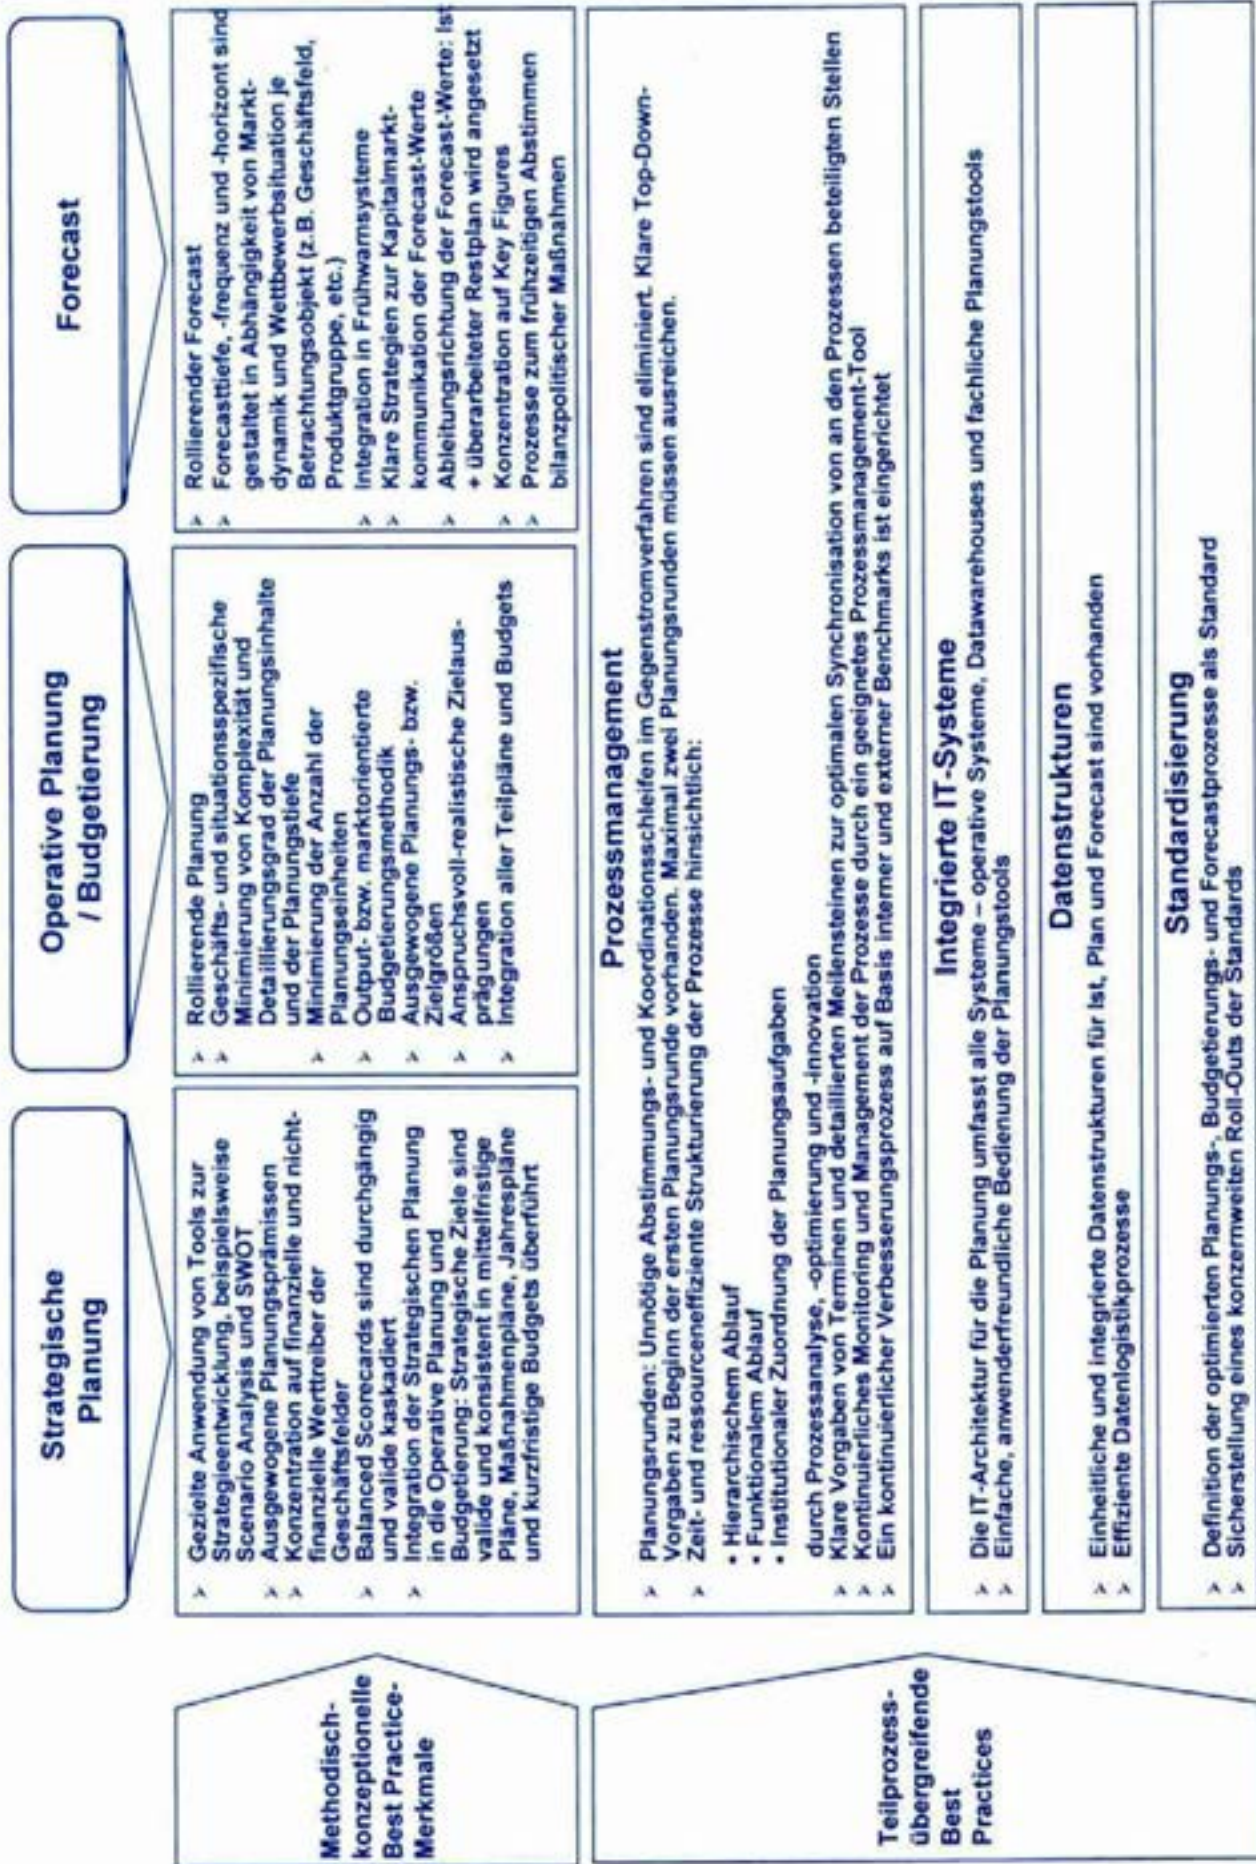 Strategische
Planung
Operative Planung
/ Budgetierung
Forecast
Methodisch-
konzeptionelle
Best Practice-
Merkmale
> Gezielte Anwendung von Tools zur
Strategieentwicklung, beispielsweise
Scenario Analysis und SWOT
> Ausgewogene Planungsprämissen
> Konzentration auf finanzielle und nicht-
finanzielle Werttreiber der
Geschäftsfelder
> Balanced Scorecards sind durchgängig
und valide kaskadiert
> Integration der Strategischen Planung
in die Operative Planung und
Budgetierung: Strategische Ziele sind
valide und konsistent in mittelfristige
Pläne, Maßnahmenpläne, Jahrespläne
und kurzfristige Budgets überführt
> Rollierende Planung
> Geschäfts- und situationsspezifische
Minimierung von Komplexität und
Detaillierungsgrad der Planungsinhalte
und der Planungstiefe
> Minimierung der Anzahl der
Planungseinheiten
> Output- bzw. marktorientierte
Budgetierungsmethodik
> Ausgewogene Planungs- bzw.
Zielgrößen
> Anspruchsvoll-realistische Zielaus-
prägungen
> Integration aller Teilpläne und Budgets
> Rollierender Forecast
> Forecasttiefe, -frequenz und -horizont sind
gestaltet in Abhängigkeit von Markt-
dynamik und Wettbewerbsituation je
Betrachtungsobjekt (z.B. Geschäftsfeld,
Produktgruppe, etc.)
> Integration in Frühwarnsysteme
> Klare Strategien zur Kapitalmarkt-
kommunikation der Forecast-Werte
> Ableitungsrichtung der Forecast-Werte: Ist
+ überarbeiteter Restplan wird angesetzt
> Konzentration auf Key Figures
> Prozesse zum frühzeitigen Abstimmen
bilanzpolitischer Maßnahmen
Teilprozess-
übergreifende
Best
Practices
Prozessmanagement
> Planungsrunden: Unnötige Abstimmungs- und Koordinationsschleifen im Gegenstromverfahren sind eliminiert. Klare Top-Down-
Vorgaben zu Beginn der ersten Planungsrunde vorhanden. Maximal zwei Planungsrunden müssen ausreichen.
> Zeit- und ressourceneffiziente Strukturierung der Prozesse hinsichtlich:
• Hierarchischem Ablauf
• Funktionalem Ablauf
• Institutionaler Zuordnung der Planungsaufgaben
durch Prozessanalyse, -optimierung und -innovation
> Klare Vorgaben von Terminen und detaillierten Meilensteinen zur optimalen Synchronisation von an den Prozessen beteiligten Stellen
> Kontinuierliches Monitoring und Management der Prozesse durch ein geeignetes Prozessmanagement-Tool
> Ein kontinuierlicher Verbesserungsprozess auf Basis interner und externer Benchmarks ist eingerichtet
Integrierte IT-Systeme
> Die IT-Architektur für die Planung umfasst alle Systeme – operative Systeme, Datawarehouses und fachliche Planungstools
> Einfache, anwenderfreundliche Bedienung der Planungstools
Datenstrukturen
> Einheitliche und integrierte Datenstrukturen für Ist, Plan und Forecast sind vorhanden
> Effiziente Datenlogistikprozesse
Standardisierung
> Definition der optimierten Planungs-, Budgetierungs- und Forecastprozesse als Standard
> Sicherstellung eines konzernweiten Roll-Outs der Standards